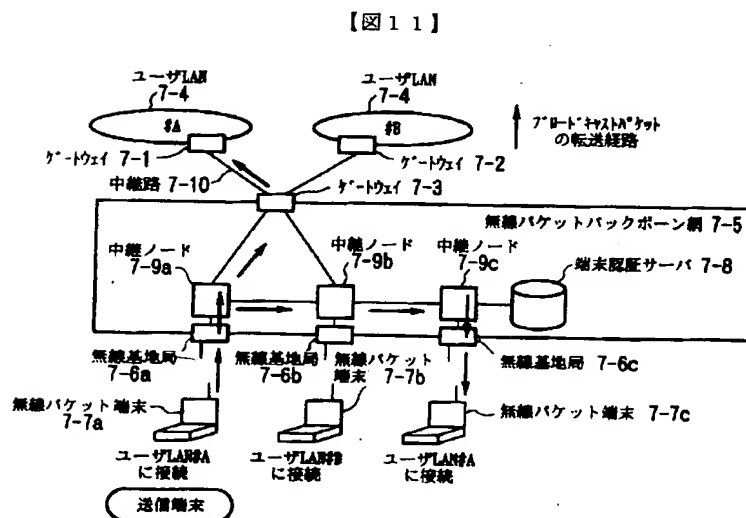 【図11】
ユーザLAN
7-4
ユーザLAN
7-4
#A
#B
ブロードキャストパケット
の転送経路
ゲートウェイ 7-1
ゲートウェイ 7-2
中継路 7-10
ゲートウェイ 7-3
無線パケットバックボーン網 7-5
中継ノード
7-9a
中継ノード
7-9b
中継ノード
7-9c
端末認証サーバ 7-8
無線基地局
7-6a
無線基地局
7-6b
無線パケット
端末 7-7b
無線基地局 7-6c
無線パケット端末
7-7a
無線パケット端末 7-7c
ユーザLAN#A
に接続
ユーザLAN#B
に接続
ユーザLAN#A
に接続
送信端末